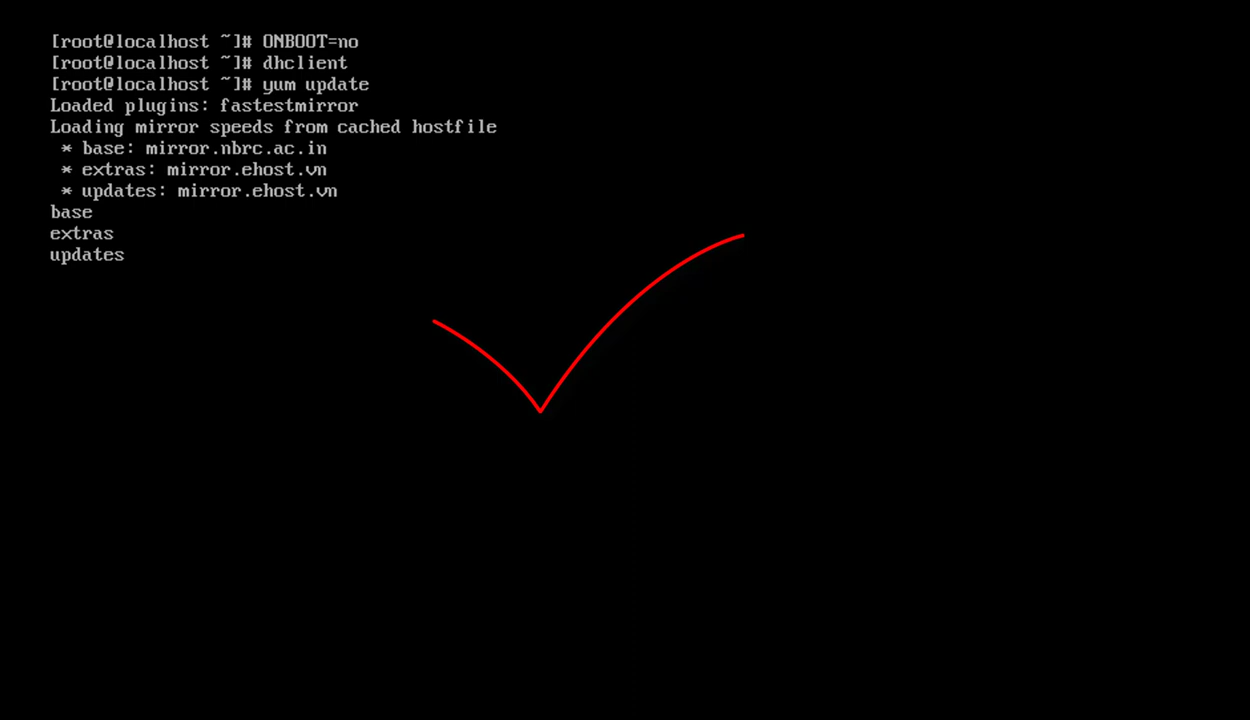 [root@localhost ~]# ONBOOT=no
[root@localhost ~]# dhclient
[root@localhost ~]# yum update
Loaded plugins: fastestmirror
Loading mirror speeds from cached hostfile
 * base: mirror.nbrc.ac.in
 * extras: mirror.ehost.vn
 * updates: mirror.ehost.vn
base
extras
updates